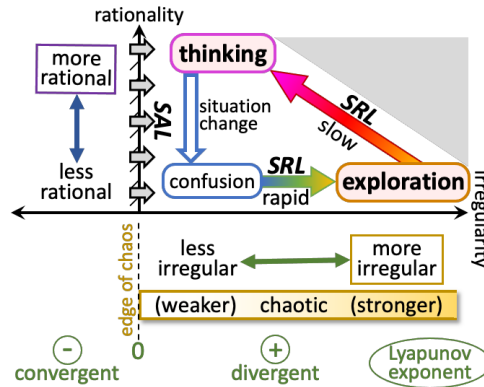 rationality
more
rational
less
rational
SAL
thinking
situation
change
SRL
slow
confusion
SRL
rapid
exploration
irregularity
edge of chaos
less
irregular
more
irregular
(weaker) chaotic (stronger)
−
convergent
0
+
divergent
Lyapunov
exponent